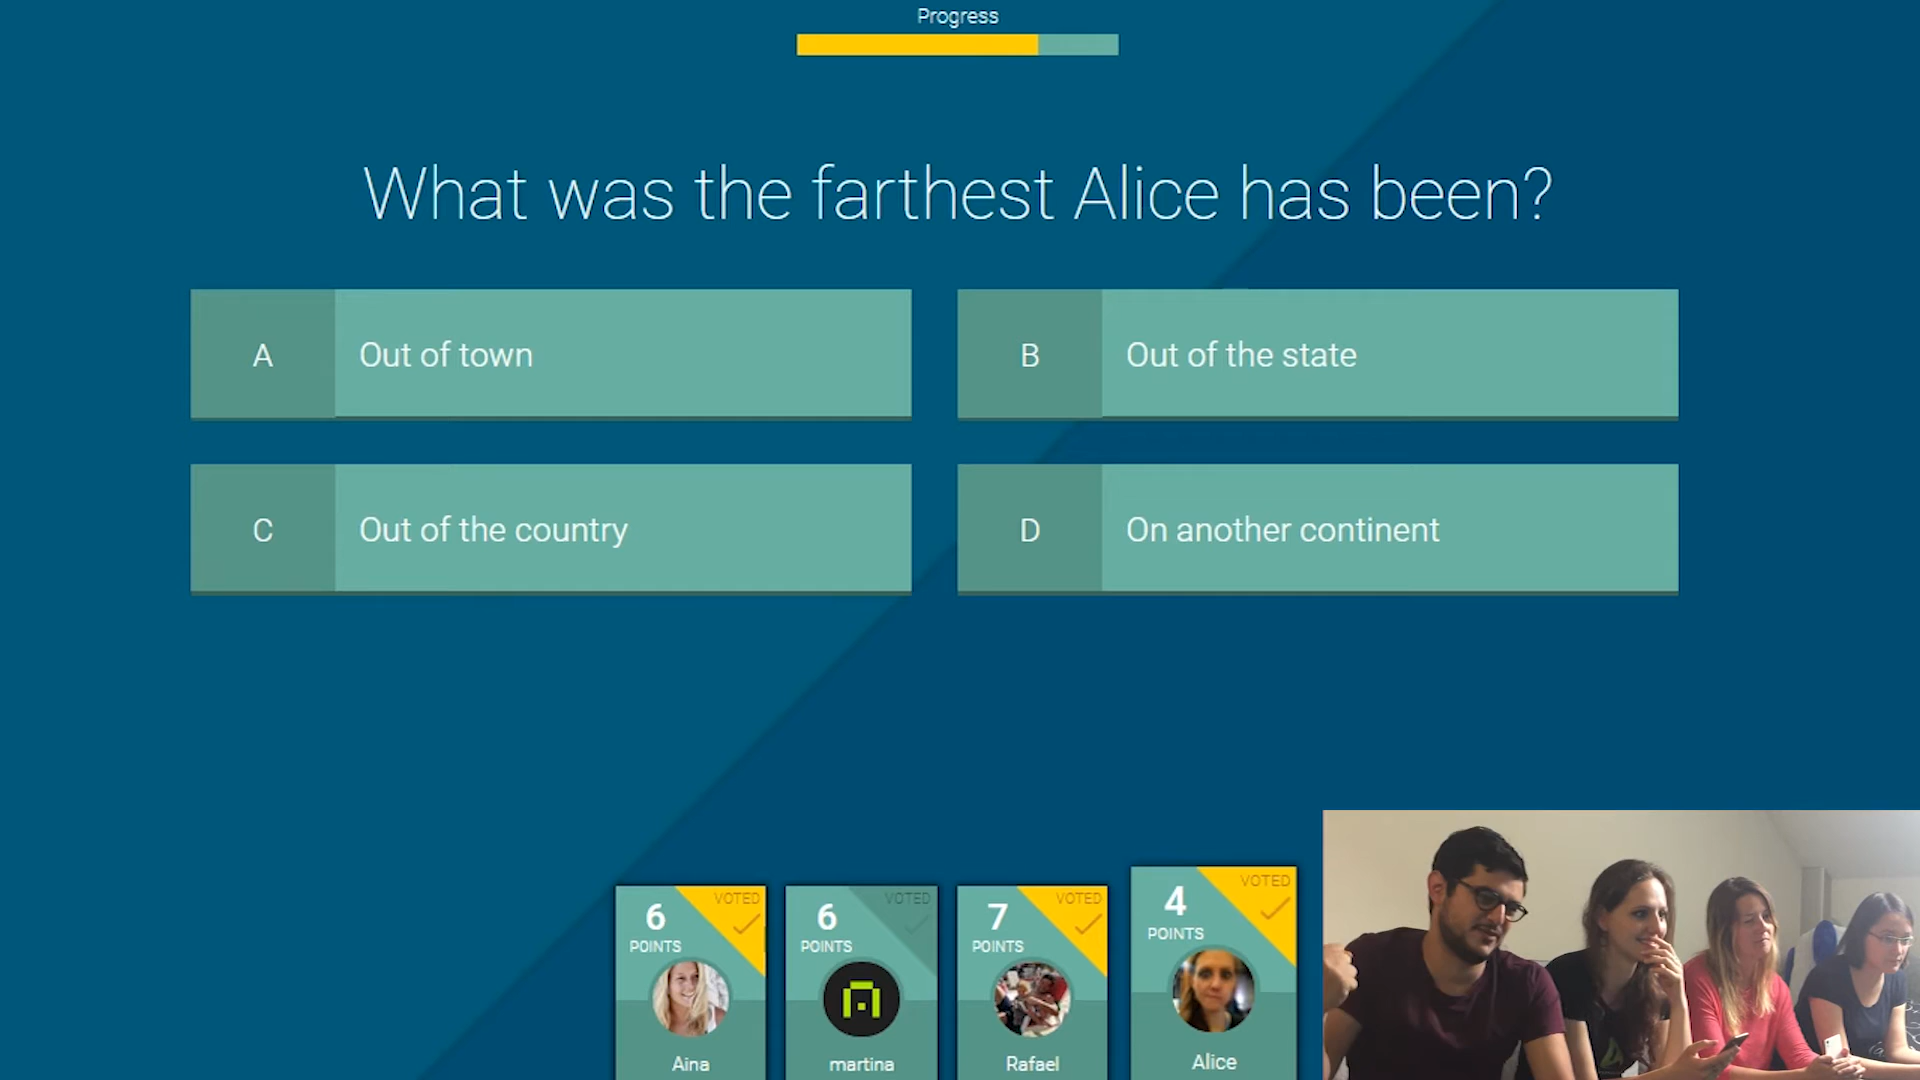 Progress
What was the farthest Alice has been?
A Out of town
B Out of the state
C Out of the country
D On another continent
6 VOTED
POINTS
Aina
6 VOTED
POINTS
martina
7 VOTED
POINTS
Rafael
4 VOTED
POINTS
Alice